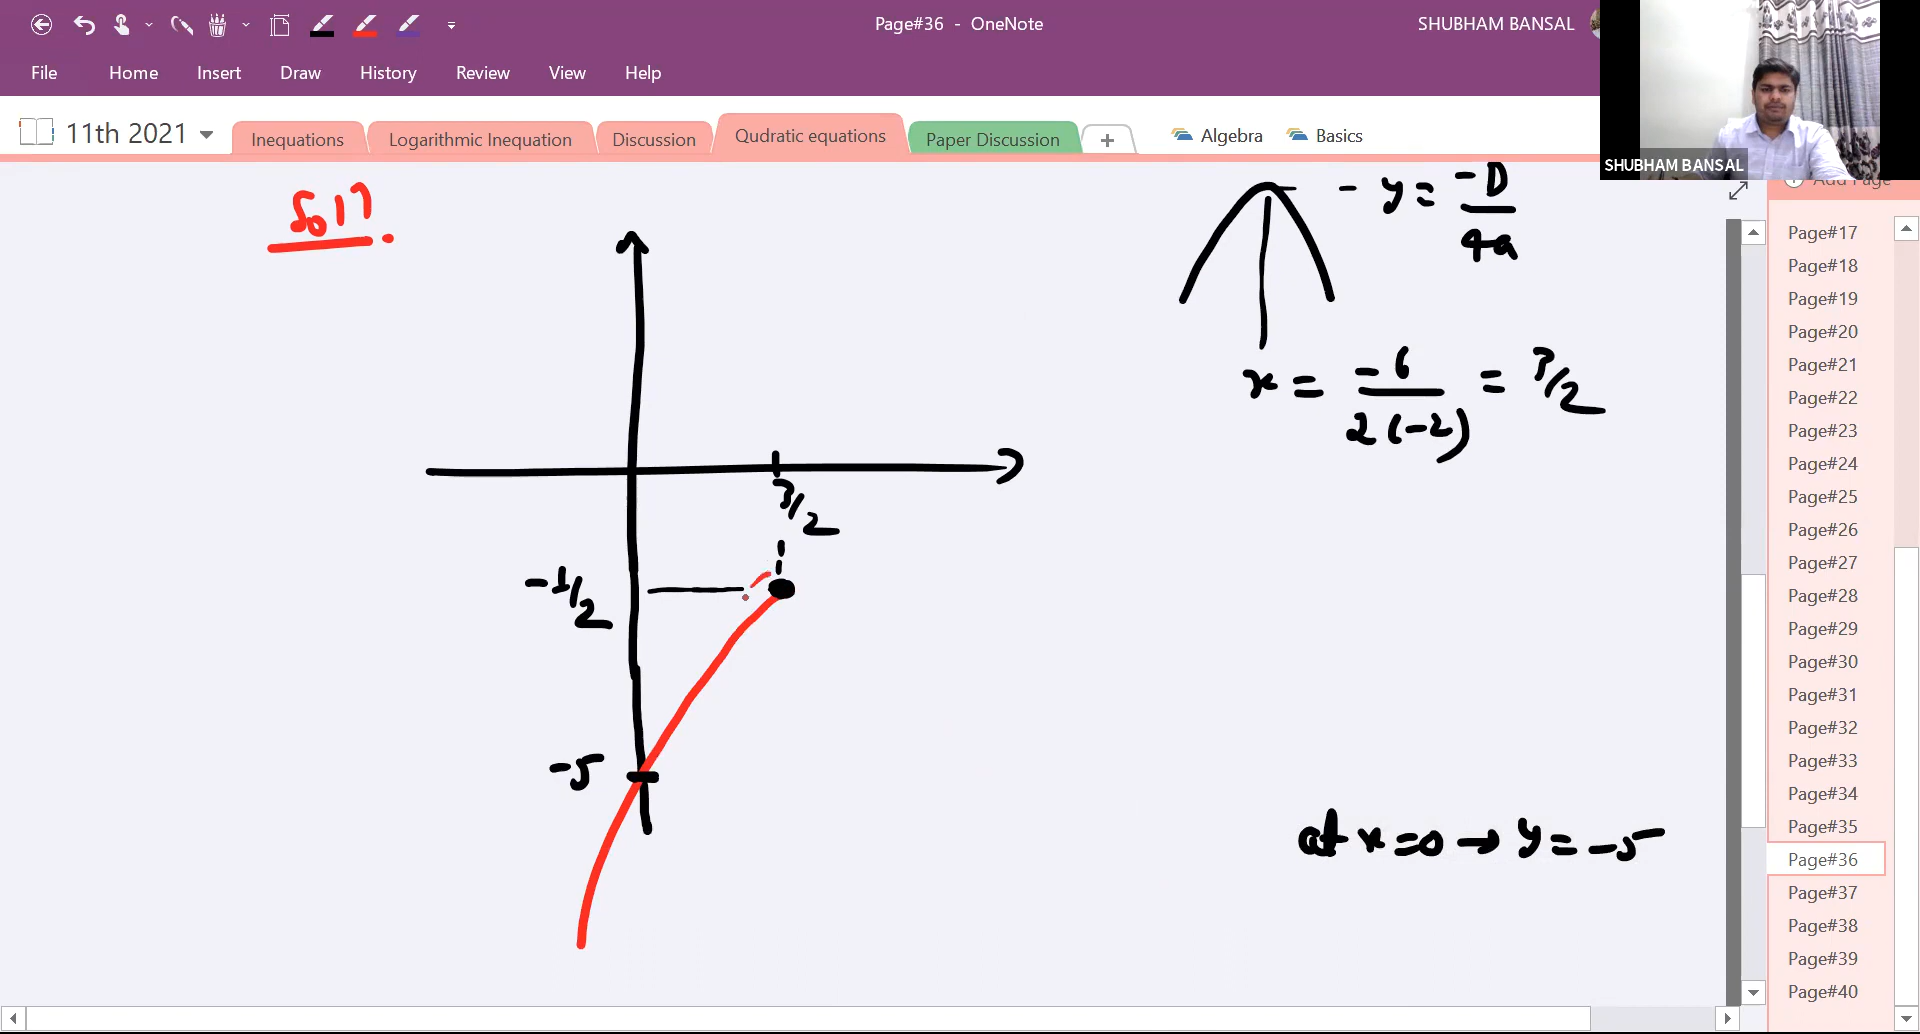 Page#36 - OneNote
SHUBHAM BANSAL
File Home Insert Draw History Review View Help
11th 2021
Inequations
Logarithmic Inequation
Discussion
Qudratic equations
Paper Discussion
+
Algebra
Basics
SHUBHAM BANSAL
Add Page
Page#17
Page#18
Page#19
Page#20
Page#21
Page#22
Page#23
Page#24
Page#25
Page#26
Page#27
Page#28
Page#29
Page#30
Page#31
Page#32
Page#33
Page#34
Page#35
Page#36
Page#37
Page#38
Page#39
Page#40
Sol?
- y = -D/4a
x = -6/2(-2) = 3/2
3/2
-1/2
-5
at x=0 → y = -5